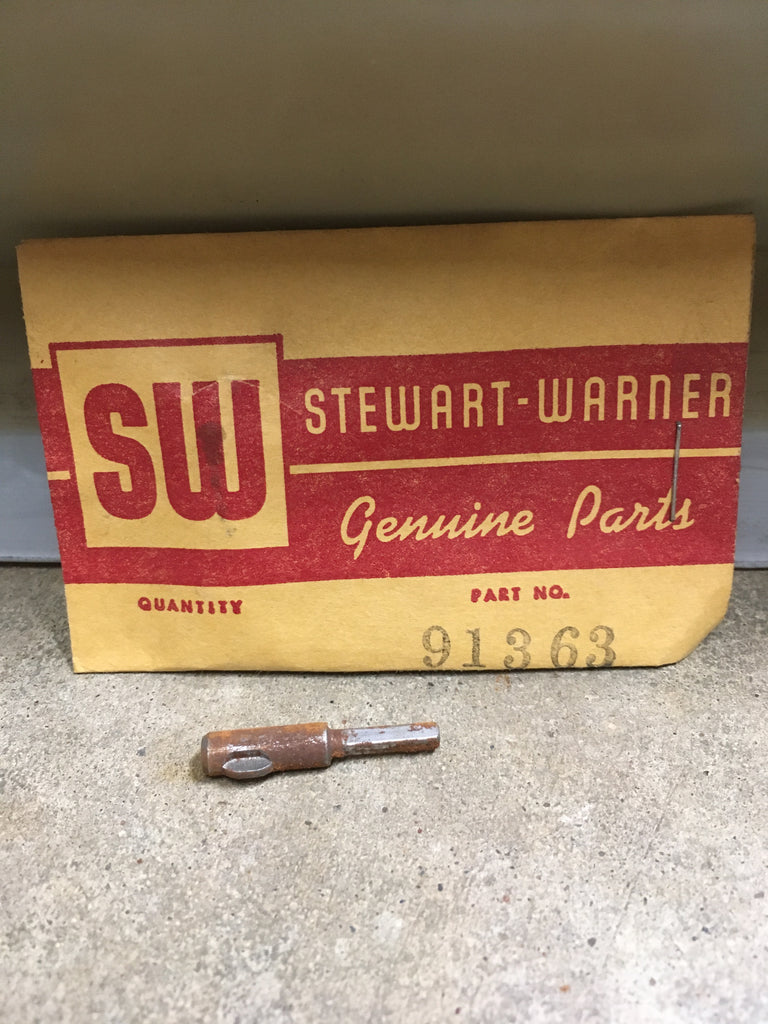 SW
STEWART-WARNER
Genuine Parts
QUANTITY
PART NO.
91363